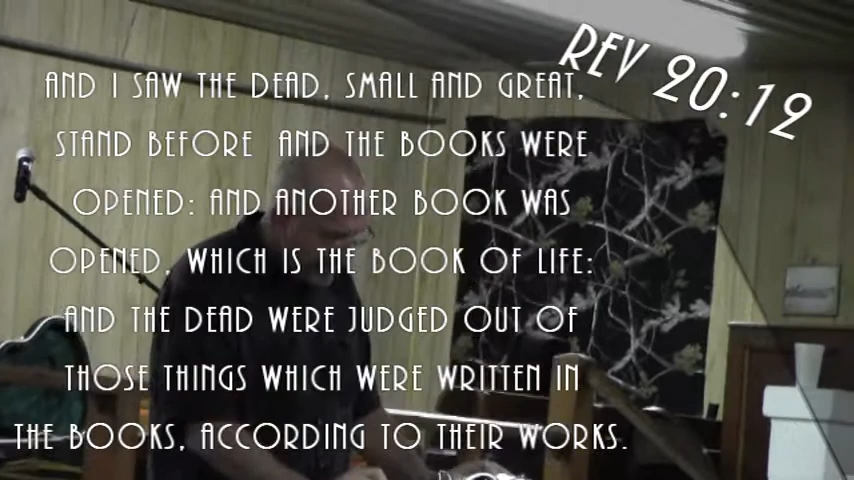 REV 20:12
AND I SAW THE DEAD, SMALL AND GREAT,
STAND BEFORE AND THE BOOKS WERE
OPENED: AND ANOTHER BOOK WAS
OPENED, WHICH IS THE BOOK OF LIFE:
AND THE DEAD WERE JUDGED OUT OF
THOSE THINGS WHICH WERE WRITTEN IN
THE BOOKS, ACCORDING TO THEIR WORKS.